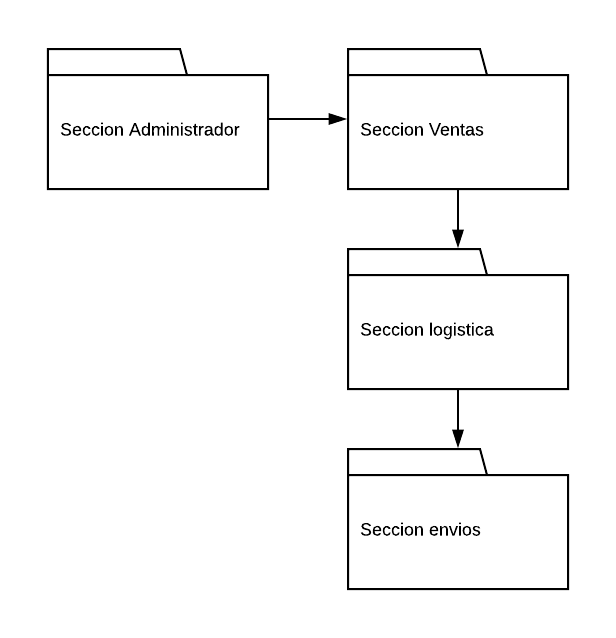 Seccion Administrador
Seccion Ventas
Seccion logistica
Seccion envios